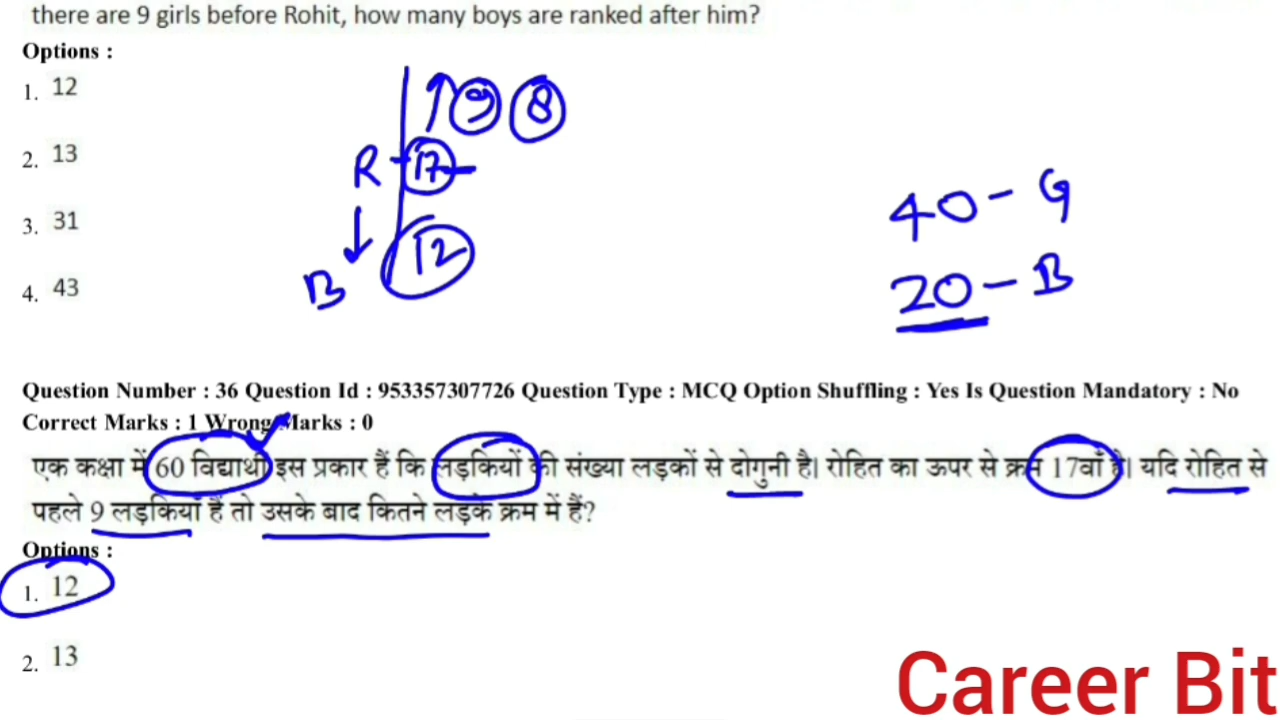 there are 9 girls before Rohit, how many boys are ranked after him?
Options :
1. 12
2. 13
3. 31
4. 43
9 8
R 17
12
B
40 - G
20 - B
Question Number : 36 Question Id : 953357307726 Question Type : MCQ Option Shuffling : Yes Is Question Mandatory : No
Correct Marks : 1 Wrong Marks : 0
एक कक्षा में 60 विद्यार्थी इस प्रकार हैं कि लड़कियों की संख्या लड़कों से दोगुनी है। रोहित का ऊपर से क्रम 17वाँ है। यदि रोहित से
पहले 9 लड़कियाँ हैं तो उसके बाद कितने लड़के क्रम में हैं?
Options :
1. 12
2. 13
Career Bit